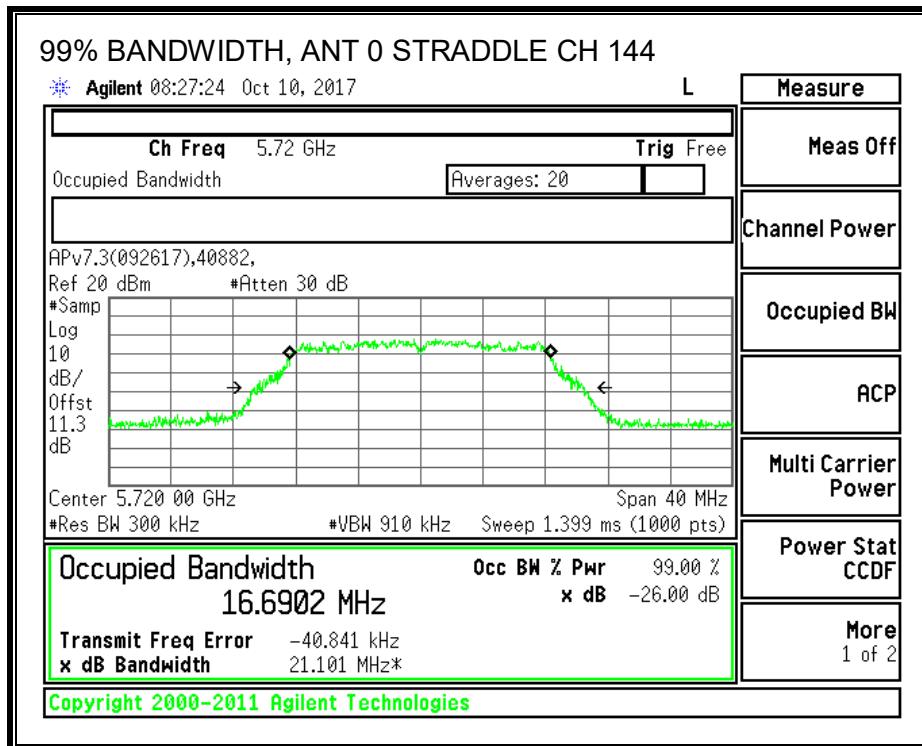 99% BANDWIDTH, ANT 0 STRADDLE CH 144
Agilent 08:27:24 Oct 10, 2017 L
Ch Freq 5.72 GHz Trig Free
Occupied Bandwidth Averages: 20
APv7.3(092617),40882,
Ref 20 dBm #Atten 30 dB
#Samp
Log
10
dB/
Offst
11.3
dB
Center 5.720 00 GHz Span 40 MHz
#Res BW 300 kHz #VBW 910 kHz Sweep 1.399 ms (1000 pts)
Occupied Bandwidth Occ BW % Pwr 99.00 %
16.6902 MHz x dB -26.00 dB
Transmit Freq Error -40.841 kHz
x dB Bandwidth 21.101 MHz*
Copyright 2000-2011 Agilent Technologies
Measure
Meas Off
Channel Power
Occupied BW
ACP
Multi Carrier
Power
Power Stat
CCDF
More
1 of 2